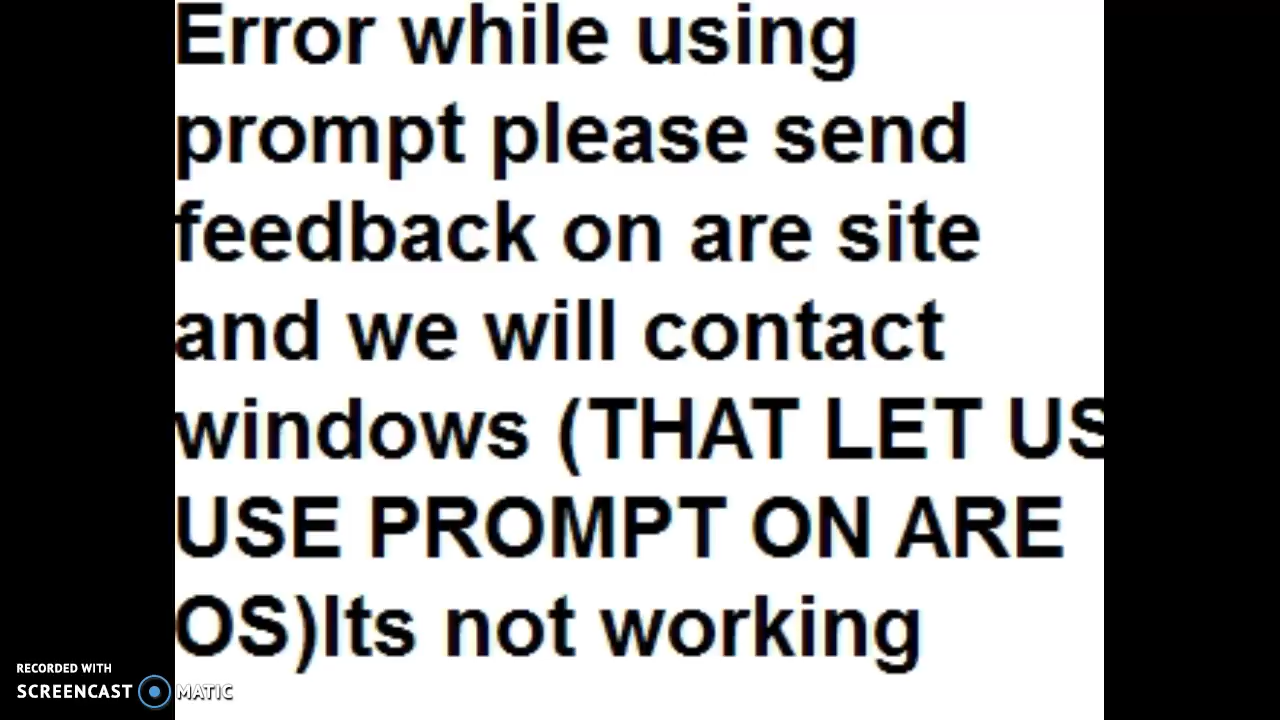 Error while using
prompt please send
feedback on are site
and we will contact
windows (THAT LET US
USE PROMPT ON ARE
OS)Its not working
RECORDED WITH
SCREENCAST MATIC